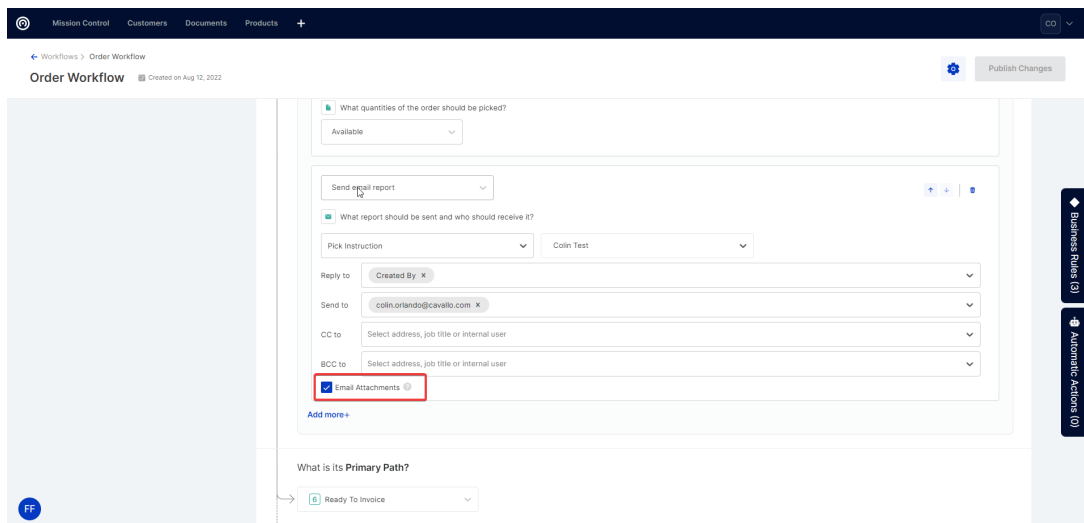 Mission Control Customers Documents Products + CO
← Workflows > Order Workflow
Order Workflow Created on Aug 12, 2022
Publish Changes
What quantities of the order should be picked?
Available
Send email report
What report should be sent and who should receive it?
Pick Instruction Colin Test
Reply to Created By ×
Send to colin.orlando@cavallo.com ×
CC to Select address, job title or internal user
BCC to Select address, job title or internal user
Email Attachments ?
Add more+
What is its Primary Path?
6 Ready To Invoice
Business Rules (3)
Automatic Actions (0)
FF